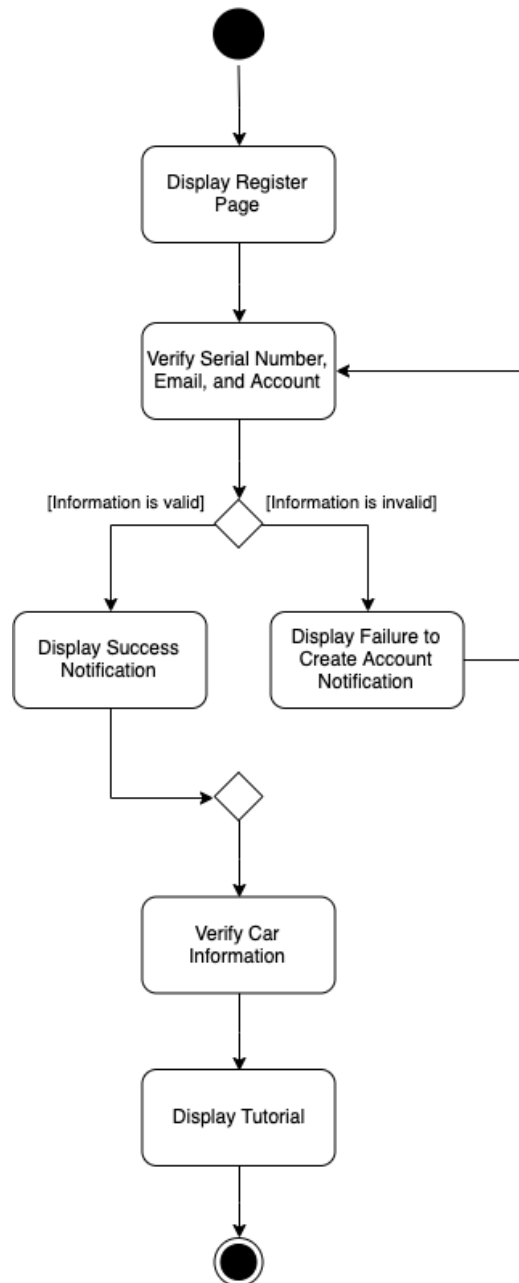 Display Register
Page
Verify Serial Number,
Email, and Account
[Information is valid]
[Information is invalid]
Display Success
Notification
Display Failure to
Create Account
Notification
Verify Car
Information
Display Tutorial